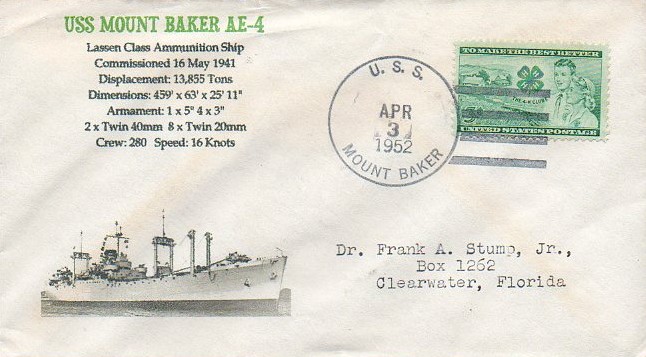 USS MOUNT BAKER AE-4
Lassen Class Ammunition Ship
Commissioned 16 May 1941
Displacement: 13,855 Tons
Dimensions: 459' x 63' x 25' 11"
Armament: 1 x 5" 4 x 3"
2 x Twin 40mm 8 x Twin 20mm
Crew: 280 Speed: 16 Knots
U. S. S.
APR
3
1952
MOUNT BAKER
TO MAKE THE BEST BETTER
THE 4-H CLUBS
3¢
UNITED STATES POSTAGE
Dr. Frank A. Stump, Jr.,
Box 1262
Clearwater, Florida